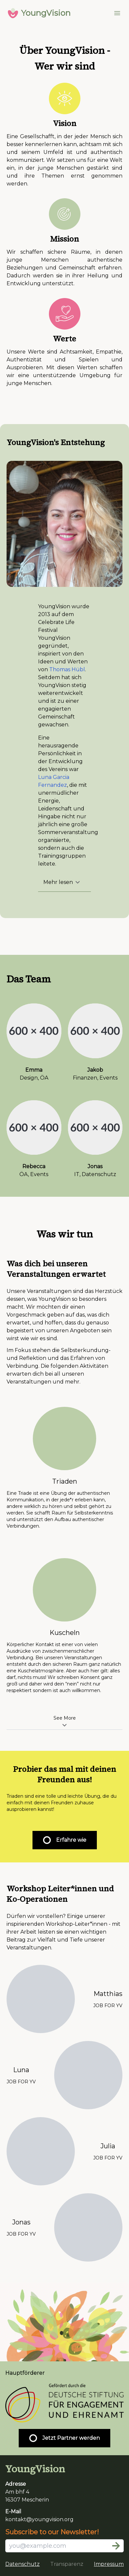 YoungVision
Über YoungVision -
Wer wir sind
Vision
Eine Gesellschafft, in der jeder Mensch sich
besser kennenlernen kann, achtsam mit sich
und seinem Umfeld ist und authentisch
kommuniziert. Wir setzen uns für eine Welt
ein, in der junge Menschen gestärkt sind
und ihre Themen ernst genommen
werden.
Mission
Wir schaffen sichere Räume, in denen
junge Menschen authentische
Beziehungen und Gemeinschaft erfahren.
Dadurch werden sie in ihrer Heilung und
Entwicklung unterstützt.
Werte
Unsere Werte sind Achtsamkeit, Empathie,
Authentizität und Spielen und
Ausprobieren. Mit diesen Werten schaffen
wir eine unterstützende Umgebung für
junge Menschen.
YoungVision's Entstehung
YoungVision wurde
2013 auf dem
Celebrate Life
Festival
YoungVision
gegründet,
inspiriert von den
Ideen und Werten
von Thomas Hübl.
Seitdem hat sich
YoungVision stetig
weiterentwickelt
und ist zu einer
engagierten
Gemeinschaft
gewachsen.
Eine
herausragende
Persönlichkeit in
der Entwicklung
des Vereins war
Luna Garcia
Fernandez, die mit
unermüdlicher
Energie,
Leidenschaft und
Hingabe nicht nur
jährlich eine große
Sommerveranstaltung
organisierte,
sondern auch die
Trainingsgruppen
leitete.
Mehr lesen
Das Team
600 × 400
600 × 400
Emma
Design, ÖA
Jakob
Finanzen, Events
600 × 400
600 × 400
Rebecca
ÖA, Events
Jonas
IT, Datenschutz
Was wir tun
Was dich bei unseren
Veranstaltungen erwartet
Unsere Veranstaltungen sind das Herzstück
dessen, was YoungVision so besonders
macht. Wir möchten dir einen
Vorgeschmack geben auf das, was dich
erwartet, und hoffen, dass du genauso
begeistert von unseren Angeboten sein
wirst wie wir es sind.
Im Fokus stehen die Selbsterkundung-
und Reflektion und das Erfahren von
Verbindung. Die folgenden Aktivitäten
erwarten dich bei all unseren
Veranstaltungen und mehr.
Triaden
Eine Triade ist eine Übung der authentischen
Kommunikation, in der jede*r erleben kann,
andere wirklich zu hören und selbst gehört zu
werden. Sie schafft Raum für Selbsterkenntnis
und unterstützt den Aufbau authentischer
Verbindungen.
Kuscheln
Körperlicher Kontakt ist einer von vielen
Ausdrücke von zwischenmenschlicher
Verbindung. Bei unseren Veranstaltungen
entsteht durch den sicheren Raum ganz natürlich
eine Kuschelatmosphäre. Aber auch hier gilt: alles
darf, nichts muss! Wir schreiben Konsent ganz
groß und daher wird dein "nein" nicht nur
respektiert sondern es ist auch willkommen.
See More
Probier das mal mit deinen
Freunden aus!
Traden sind eine tolle und leichte Übung, die du
einfach mit deinen Freunden zuhause
ausprobieren kannst!
Erfahre wie
Workshop Leiter*innen und
Ko-Operationen
Dürfen wir vorstellen? Einige unserer
inspirierenden Workshop-Leiter*innen - mit
ihrer Arbeit leisten sie einen wichtigen
Beitrag zur Vielfalt und Tiefe unserer
Veranstaltungen.
Matthias
JOB FOR YV
Luna
JOB FOR YV
Julia
JOB FOR YV
Jonas
JOB FOR YV
Hauptförderer
Gefördert durch die
DEUTSCHE STIFTUNG
FÜR ENGAGEMENT
UND EHRENAMT
Jetzt Partner werden
YoungVision
Adresse
Am bhf 4
16307 Mescherin
E-Mail
kontakt@youngvision.org
Subscribe to our Newsletter!
you@example.com
Datenschutz Transparenz Impressum